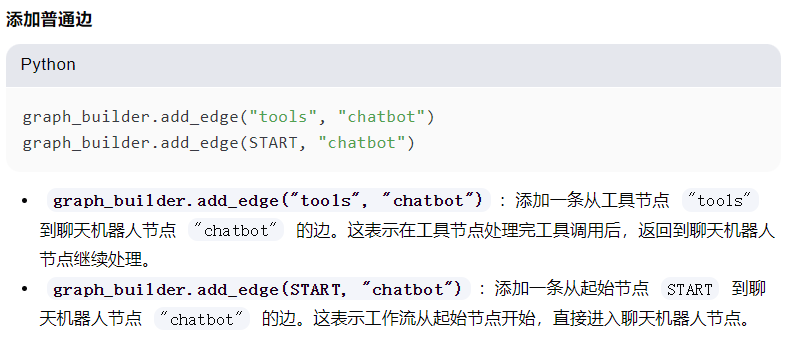 添加普通边
Python
graph_builder.add_edge("tools", "chatbot")
graph_builder.add_edge(START, "chatbot")
• graph_builder.add_edge("tools", "chatbot") ：添加一条从工具节点 "tools"
到聊天机器人节点 "chatbot" 的边。这表示在工具节点处理完工具调用后，返回到聊天机器人
节点继续处理。
• graph_builder.add_edge(START, "chatbot") ：添加一条从起始节点 START 到聊
天机器人节点 "chatbot" 的边。这表示工作流从起始节点开始，直接进入聊天机器人节点。